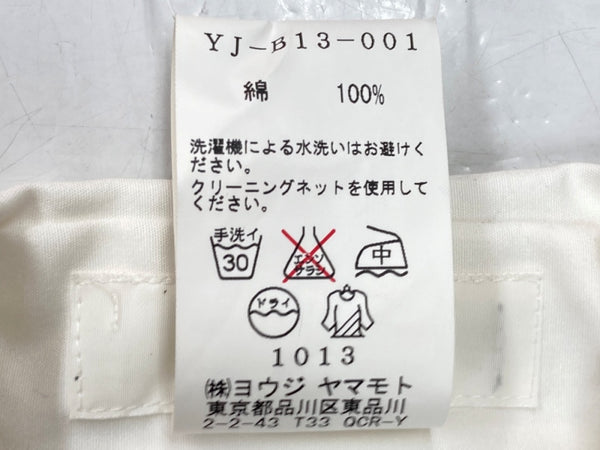 YJ-B13-001
綿 100%
洗濯機による水洗いはお避けく
ださい。
クリーニングネットを使用して
ください。
手洗イ
30
エンソ
サラシ
中
ドライ
1013
㈱ヨウジ ヤマモト
東京都品川区東品川
2-2-43 T33 OCR-Y